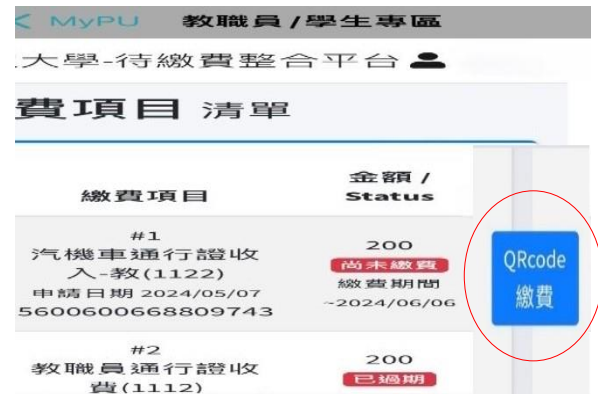 MyPU 教職員/學生專區
大學-待繳費整合平台
費項目 清單
繳費項目
金額 /
Status
#1
汽機車通行證收
入-教(1122)
申請日期 2024/05/07
5600600668809743
200
尚未繳費
繳費期間
~2024/06/06
QRcode
繳費
#2
教職員通行證收
費(1112)
200
已過期